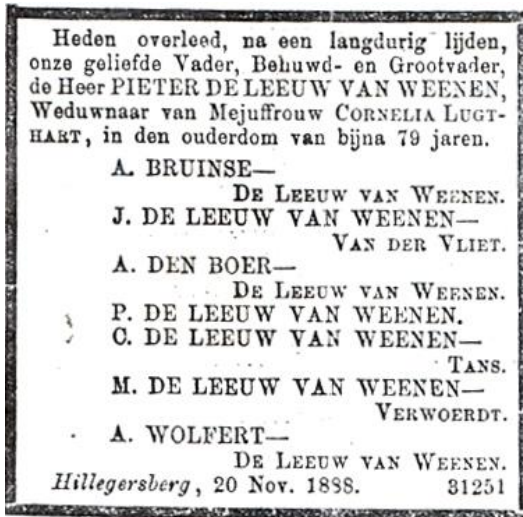 Heden overleed, na een langdurig lijden,
onze geliefde Vader, Behuwd- en Grootvader,
de Heer PIETER DE LEEUW VAN WEENEN,
Weduwnaar van Mejuffrouw CORNELIA LUGT-
HART, in den ouderdom van bijna 79 jaren.
A. BRUINSE—
DE LEEUW VAN WEENEN.
J. DE LEEUW VAN WEENEN—
VAN DER VLIET.
A. DEN BOER—
DE LEEUW VAN WEENEN.
P. DE LEEUW VAN WEENEN.
C. DE LEEUW VAN WEENEN—
TANS.
M. DE LEEUW VAN WEENEN—
VERWOERDT.
A. WOLFERT—
DE LEEUW VAN WEENEN.
Hillegersberg, 20 Nov. 1888. 31251